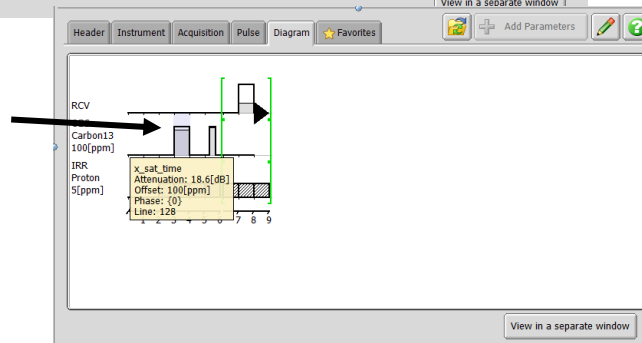 View in a separate window
Header Instrument Acquisition Pulse Diagram Favorites
Add Parameters
RCV
Carbon13
100[ppm]
IRR
Proton
5[ppm]
x_sat_time
Attenuation: 18.6[dB]
Offset: 100[ppm]
Phase: {0}
Line: 128
1 2 3 4 5 6 7 8 9
View in a separate window